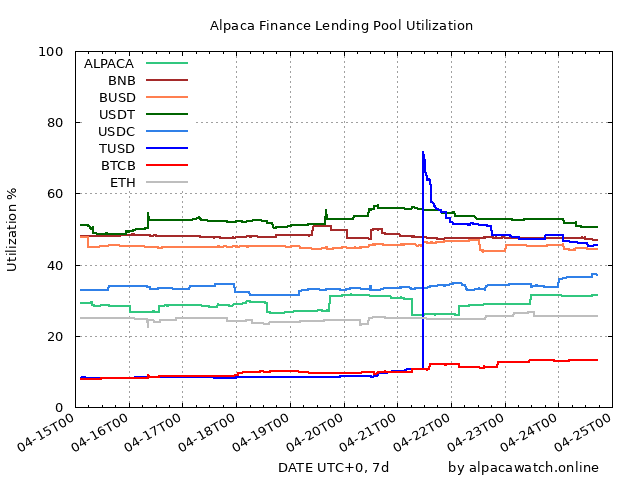 Alpaca Finance Lending Pool Utilization
100
80
60
40
20
0
Utilization %
ALPACA
BNB
BUSD
USDT
USDC
TUSD
BTCB
ETH
04-15T00
04-16T00
04-17T00
04-18T00
04-19T00
04-20T00
04-21T00
04-22T00
04-23T00
04-24T00
04-25T00
DATE UTC+0, 7d
by alpacawatch.online